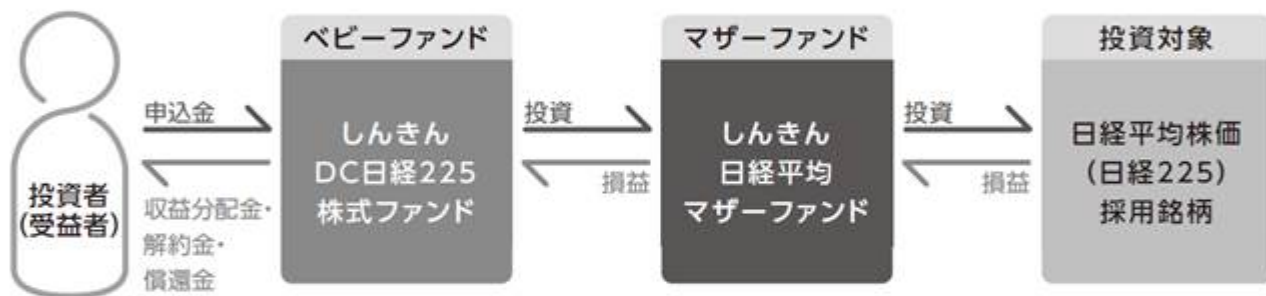 投資者
(受益者)
申込金
収益分配金・
解約金・
償還金
ベビーファンド
しんきん
DC日経225
株式ファンド
投資
損益
マザーファンド
しんきん
日経平均
マザーファンド
投資
損益
投資対象
日経平均株価
(日経225)
採用銘柄